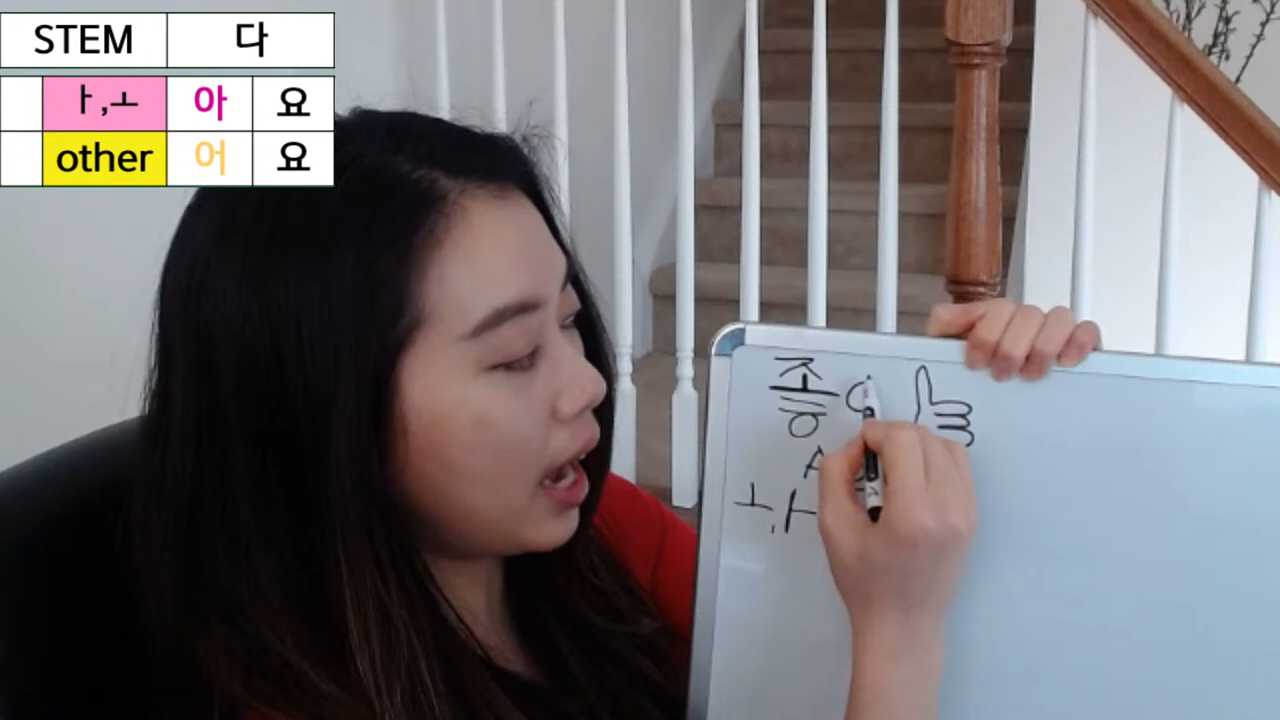 STEM 다
ㅏ,ㅗ 아 요
other 어 요
좋
ㅗ,ㅏ